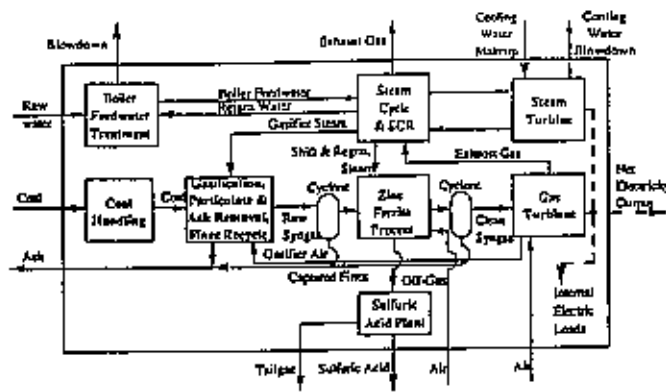 Blowdown
Exhaust Gas
Cooling
Water
Makeup
Cooling
Water
Blowdown
Raw
water
Boiler
Feedwater
Treatment
Boiler Feedwater
Return Water
Steam
Cycle
& SCR
Steam
Turbine
Gasifier Steam
Shift & Regen.
Steam
Exhaust Gas
Net
Electricity
Output
Coal
Coal
Handling
Coal
Gasification,
Particulate &
Ash Removal,
Fines Recycle
Cyclone
Raw
Syngas
Zinc
Ferrite
Process
Cyclone
Clean
Syngas
Gas
Turbine
Ash
Gasifier Air
Captured Fines
Off-Gas
Internal
Electric
Loads
Sulfuric
Acid Plant
Tailgas
Sulfuric Acid
Air
Air